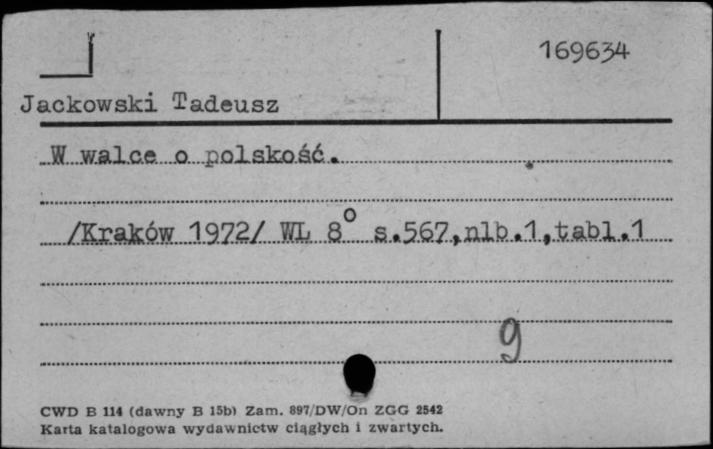 169634
Jackowski Tadeusz
W walce o polskość.
/Kraków 1972/ WL 8° s.567,nlb.1,tabl.1
9
CWD B 114 (dawny B 15b) Zam. 897/DW/On ZGG 2542
Karta katalogowa wydawnictw ciągłych i zwartych.